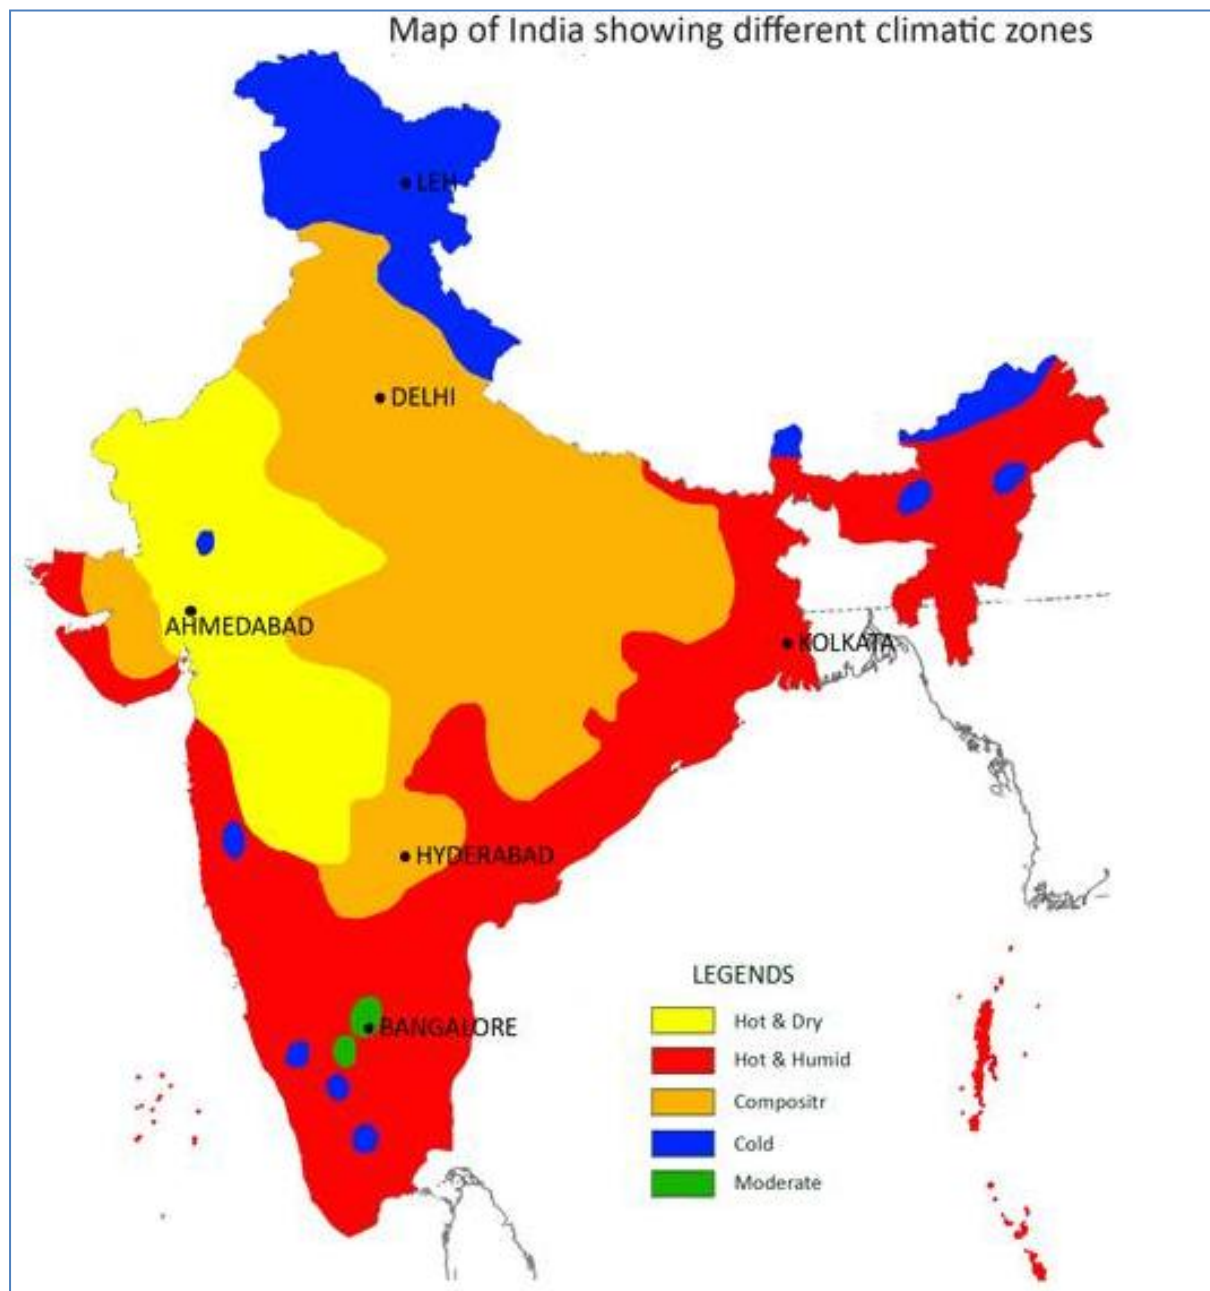 Map of India showing different climatic zones
LEH
DELHI
AHMEDABAD
KOLKATA
HYDERABAD
BANGALORE
LEGENDS
Hot & Dry
Hot & Humid
Compositr
Cold
Moderate